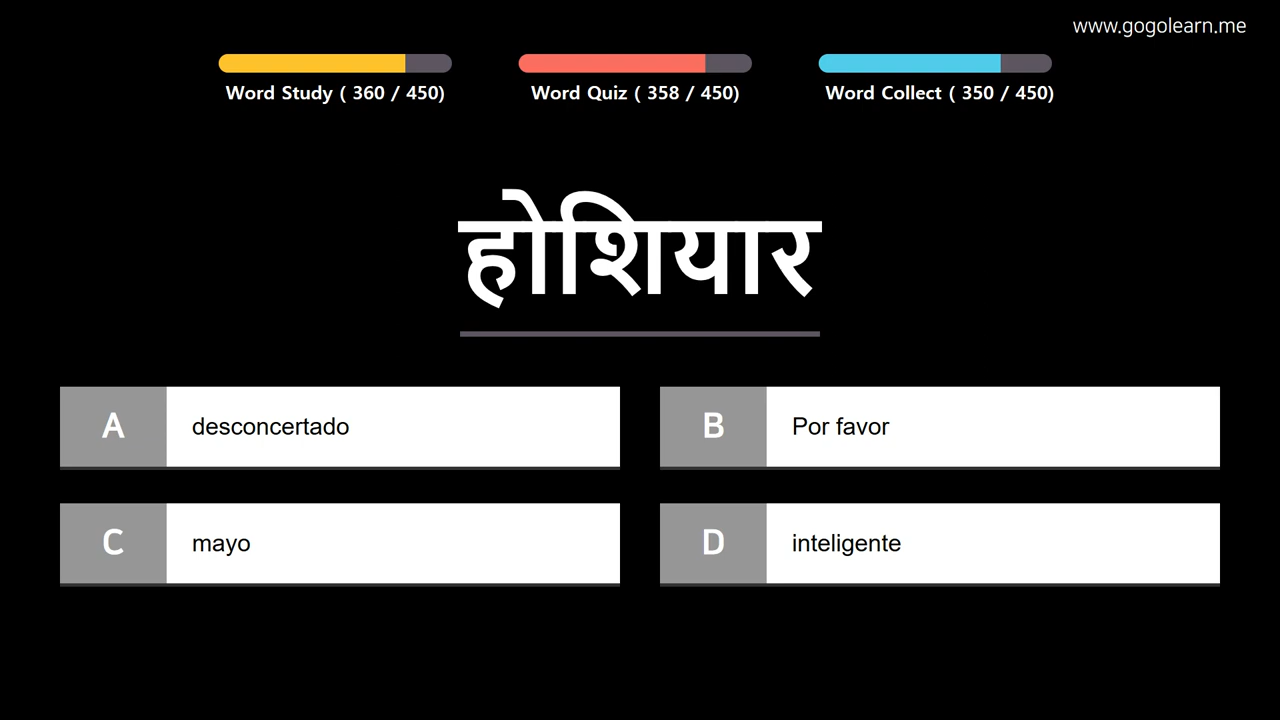 www.gogolearn.me
Word Study ( 360 / 450)
Word Quiz ( 358 / 450)
Word Collect ( 350 / 450)
होशियार
A desconcertado
B Por favor
C mayo
D inteligente